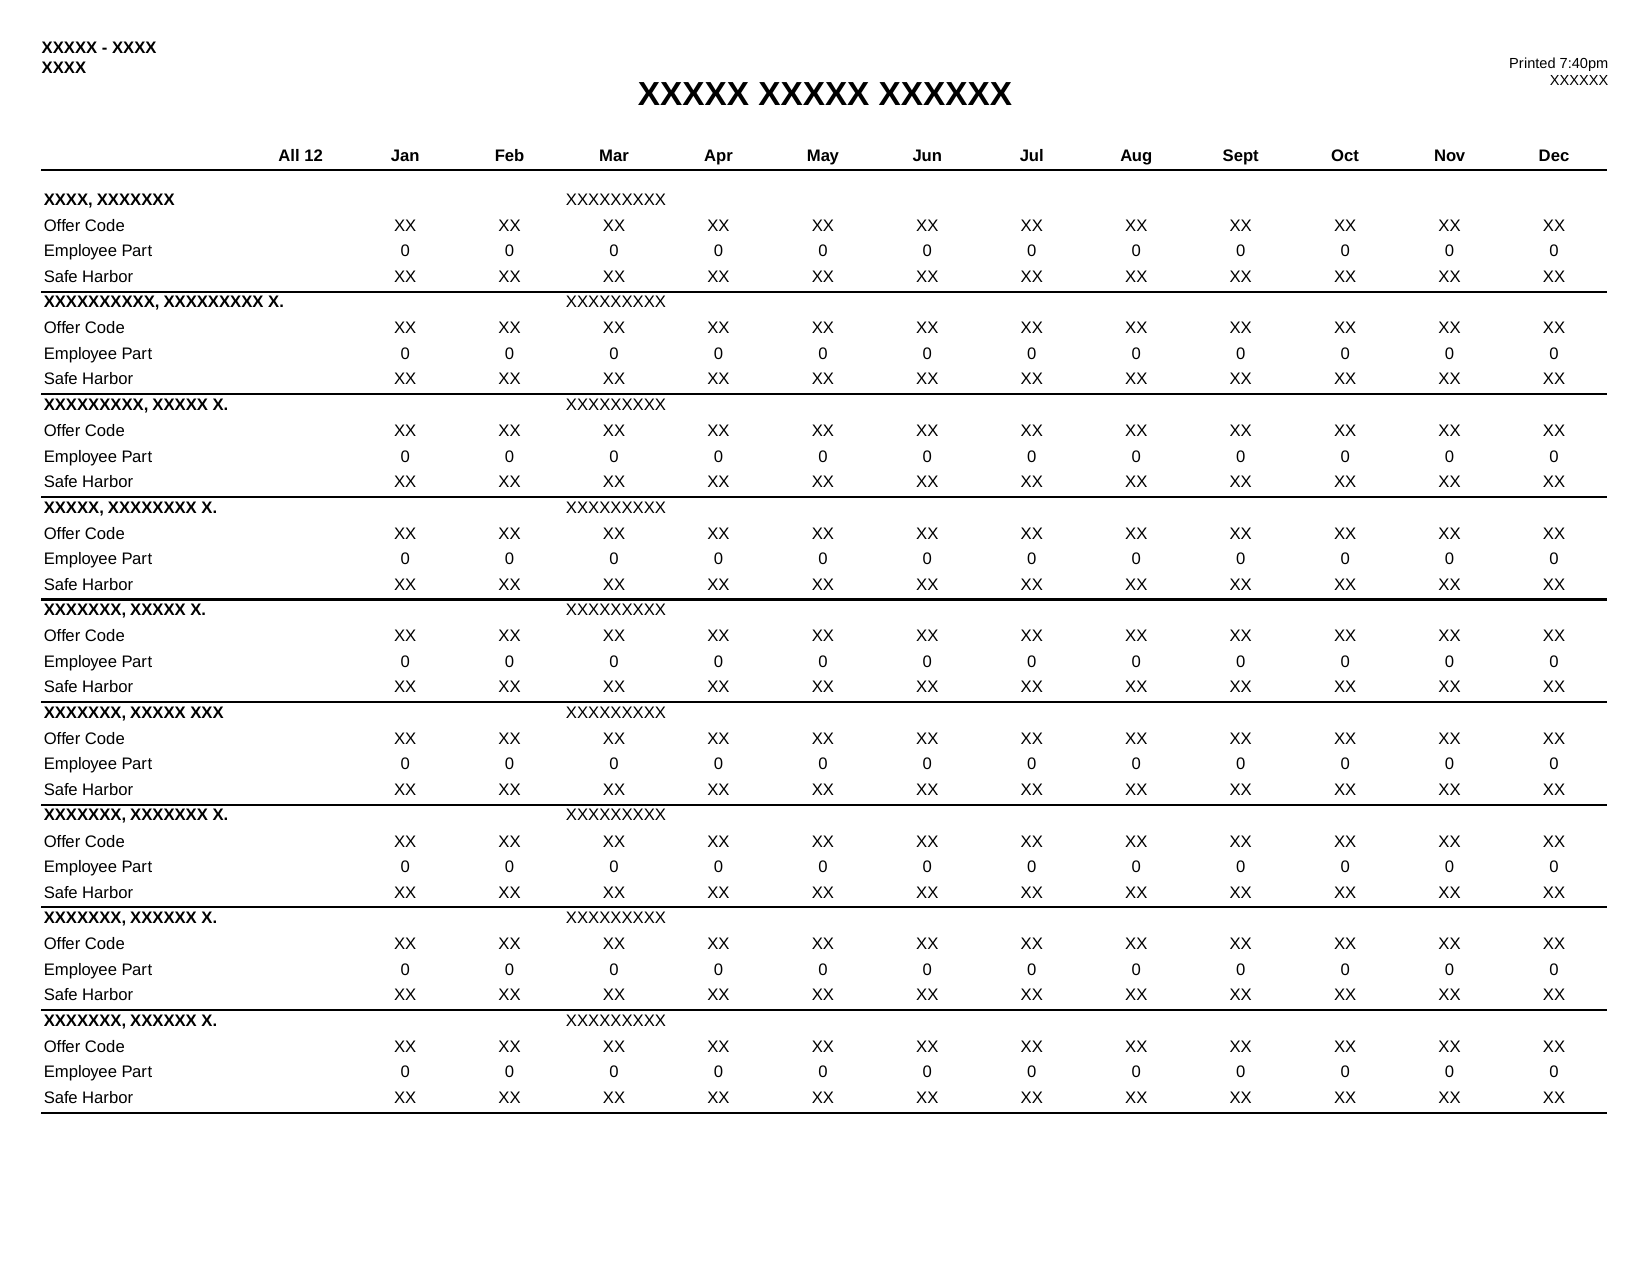 XXXXX - XXXX
XXXX
Printed 7:40pm
XXXXXX
XXXXX XXXXX XXXXXX
All 12 Jan Feb Mar Apr May Jun Jul Aug Sept Oct Nov Dec
XXXX, XXXXXXX XXXXXXXXX
Offer Code XX XX XX XX XX XX XX XX XX XX XX XX
Employee Part 0 0 0 0 0 0 0 0 0 0 0 0
Safe Harbor XX XX XX XX XX XX XX XX XX XX XX XX
XXXXXXXXXX, XXXXXXXXX X. XXXXXXXXX
Offer Code XX XX XX XX XX XX XX XX XX XX XX XX
Employee Part 0 0 0 0 0 0 0 0 0 0 0 0
Safe Harbor XX XX XX XX XX XX XX XX XX XX XX XX
XXXXXXXXX, XXXXX X. XXXXXXXXX
Offer Code XX XX XX XX XX XX XX XX XX XX XX XX
Employee Part 0 0 0 0 0 0 0 0 0 0 0 0
Safe Harbor XX XX XX XX XX XX XX XX XX XX XX XX
XXXXX, XXXXXXXX X. XXXXXXXXX
Offer Code XX XX XX XX XX XX XX XX XX XX XX XX
Employee Part 0 0 0 0 0 0 0 0 0 0 0 0
Safe Harbor XX XX XX XX XX XX XX XX XX XX XX XX
XXXXXXX, XXXXX X. XXXXXXXXX
Offer Code XX XX XX XX XX XX XX XX XX XX XX XX
Employee Part 0 0 0 0 0 0 0 0 0 0 0 0
Safe Harbor XX XX XX XX XX XX XX XX XX XX XX XX
XXXXXXX, XXXXX XXX XXXXXXXXX
Offer Code XX XX XX XX XX XX XX XX XX XX XX XX
Employee Part 0 0 0 0 0 0 0 0 0 0 0 0
Safe Harbor XX XX XX XX XX XX XX XX XX XX XX XX
XXXXXXX, XXXXXXX X. XXXXXXXXX
Offer Code XX XX XX XX XX XX XX XX XX XX XX XX
Employee Part 0 0 0 0 0 0 0 0 0 0 0 0
Safe Harbor XX XX XX XX XX XX XX XX XX XX XX XX
XXXXXXX, XXXXXX X. XXXXXXXXX
Offer Code XX XX XX XX XX XX XX XX XX XX XX XX
Employee Part 0 0 0 0 0 0 0 0 0 0 0 0
Safe Harbor XX XX XX XX XX XX XX XX XX XX XX XX
XXXXXXX, XXXXXX X. XXXXXXXXX
Offer Code XX XX XX XX XX XX XX XX XX XX XX XX
Employee Part 0 0 0 0 0 0 0 0 0 0 0 0
Safe Harbor XX XX XX XX XX XX XX XX XX XX XX XX